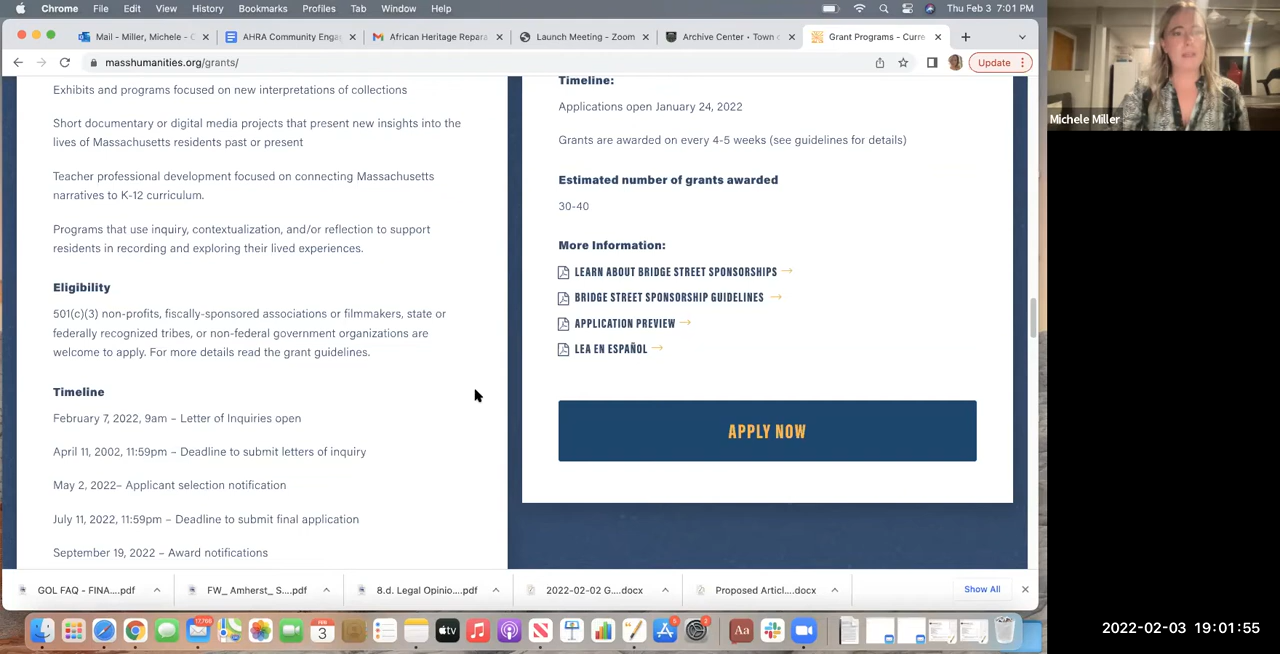 Chrome File Edit View History Bookmarks Profiles Tab Window Help Thu Feb 3 7:01 PM
Mail - Miller, Michele - African Heritage Repara Launch Meeting - Zoom Archive Center • Town Grant Programs - Curre
AHRA Community Enga
masshumanities.org/grants/ Update
Michele Miller
Exhibits and programs focused on new interpretations of collections
Short documentary or digital media projects that present new insights into the
lives of Massachusetts residents past or present
Teacher professional development focused on connecting Massachusetts
narratives to K-12 curriculum.
Programs that use inquiry, contextualization, and/or reflection to support
residents in recording and exploring their lived experiences.
Eligibility
501(c)(3) non-profits, fiscally-sponsored associations or filmmakers, state or
federally recognized tribes, or non-federal government organizations are
welcome to apply. For more details read the grant guidelines.
Timeline
February 7, 2022, 9am – Letter of Inquiries open
April 11, 2002, 11:59pm – Deadline to submit letters of inquiry
May 2, 2022– Applicant selection notification
July 11, 2022, 11:59pm – Deadline to submit final application
September 19, 2022 – Award notifications
Timeline:
Applications open January 24, 2022
Grants are awarded on every 4-5 weeks (see guidelines for details)
Estimated number of grants awarded
30-40
More Information:
LEARN ABOUT BRIDGE STREET SPONSORSHIPS →
BRIDGE STREET SPONSORSHIP GUIDELINES →
APPLICATION PREVIEW →
LEA EN ESPAÑOL →
APPLY NOW
GOL FAQ - FINA....pdf FW_ Amherst_ S....pdf 8.d. Legal Opinio....pdf 2022-02-02 G....docx Proposed Articl....docx Show All
FEB
3
tv
Aa
2022-02-03 19:01:55